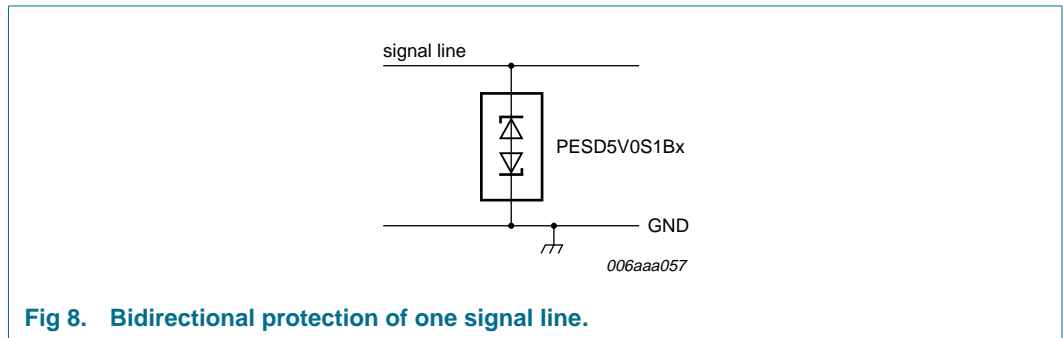 signal line
PESD5V0S1Bx
GND
006aaa057
Fig 8. Bidirectional protection of one signal line.